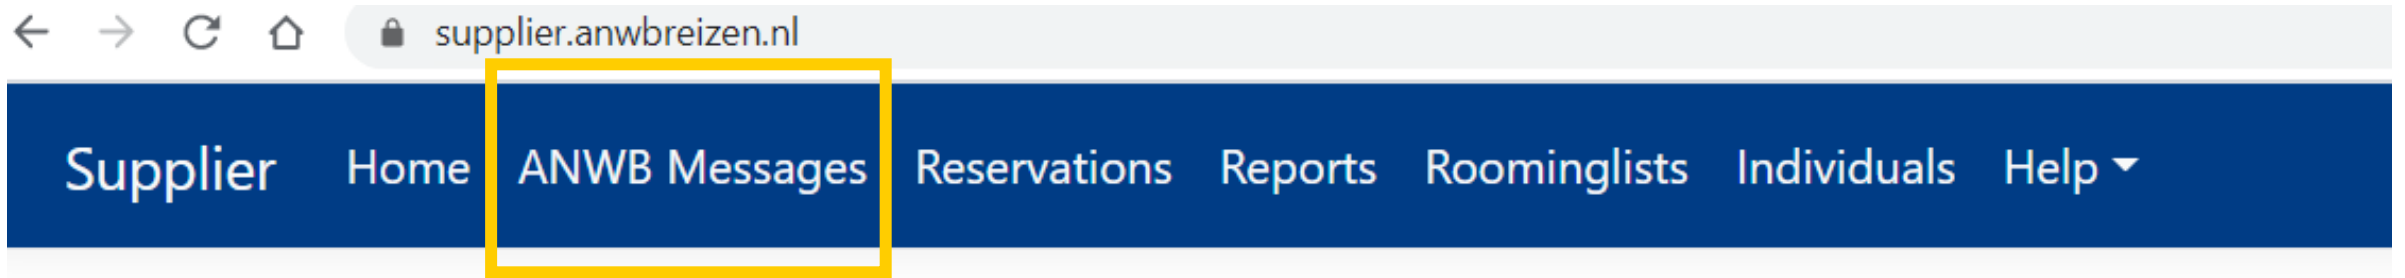 supplier.anwbreizen.nl
Supplier Home ANWB Messages Reservations Reports Roominglists Individuals Help